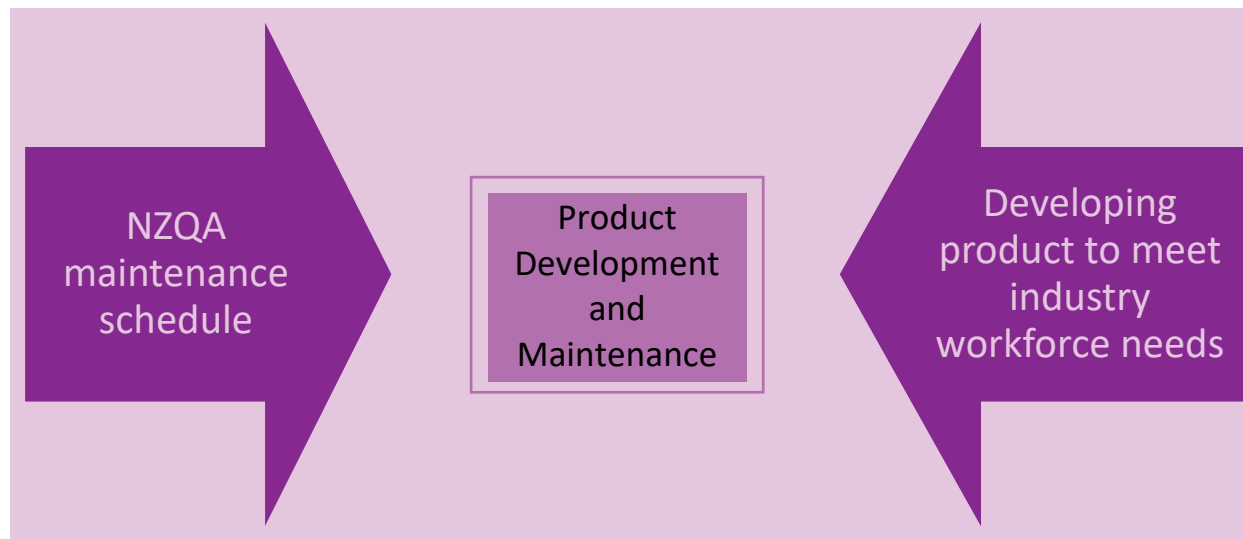 NZQA
maintenance
schedule
Product
Development
and
Maintenance
Developing
product to meet
industry
workforce needs